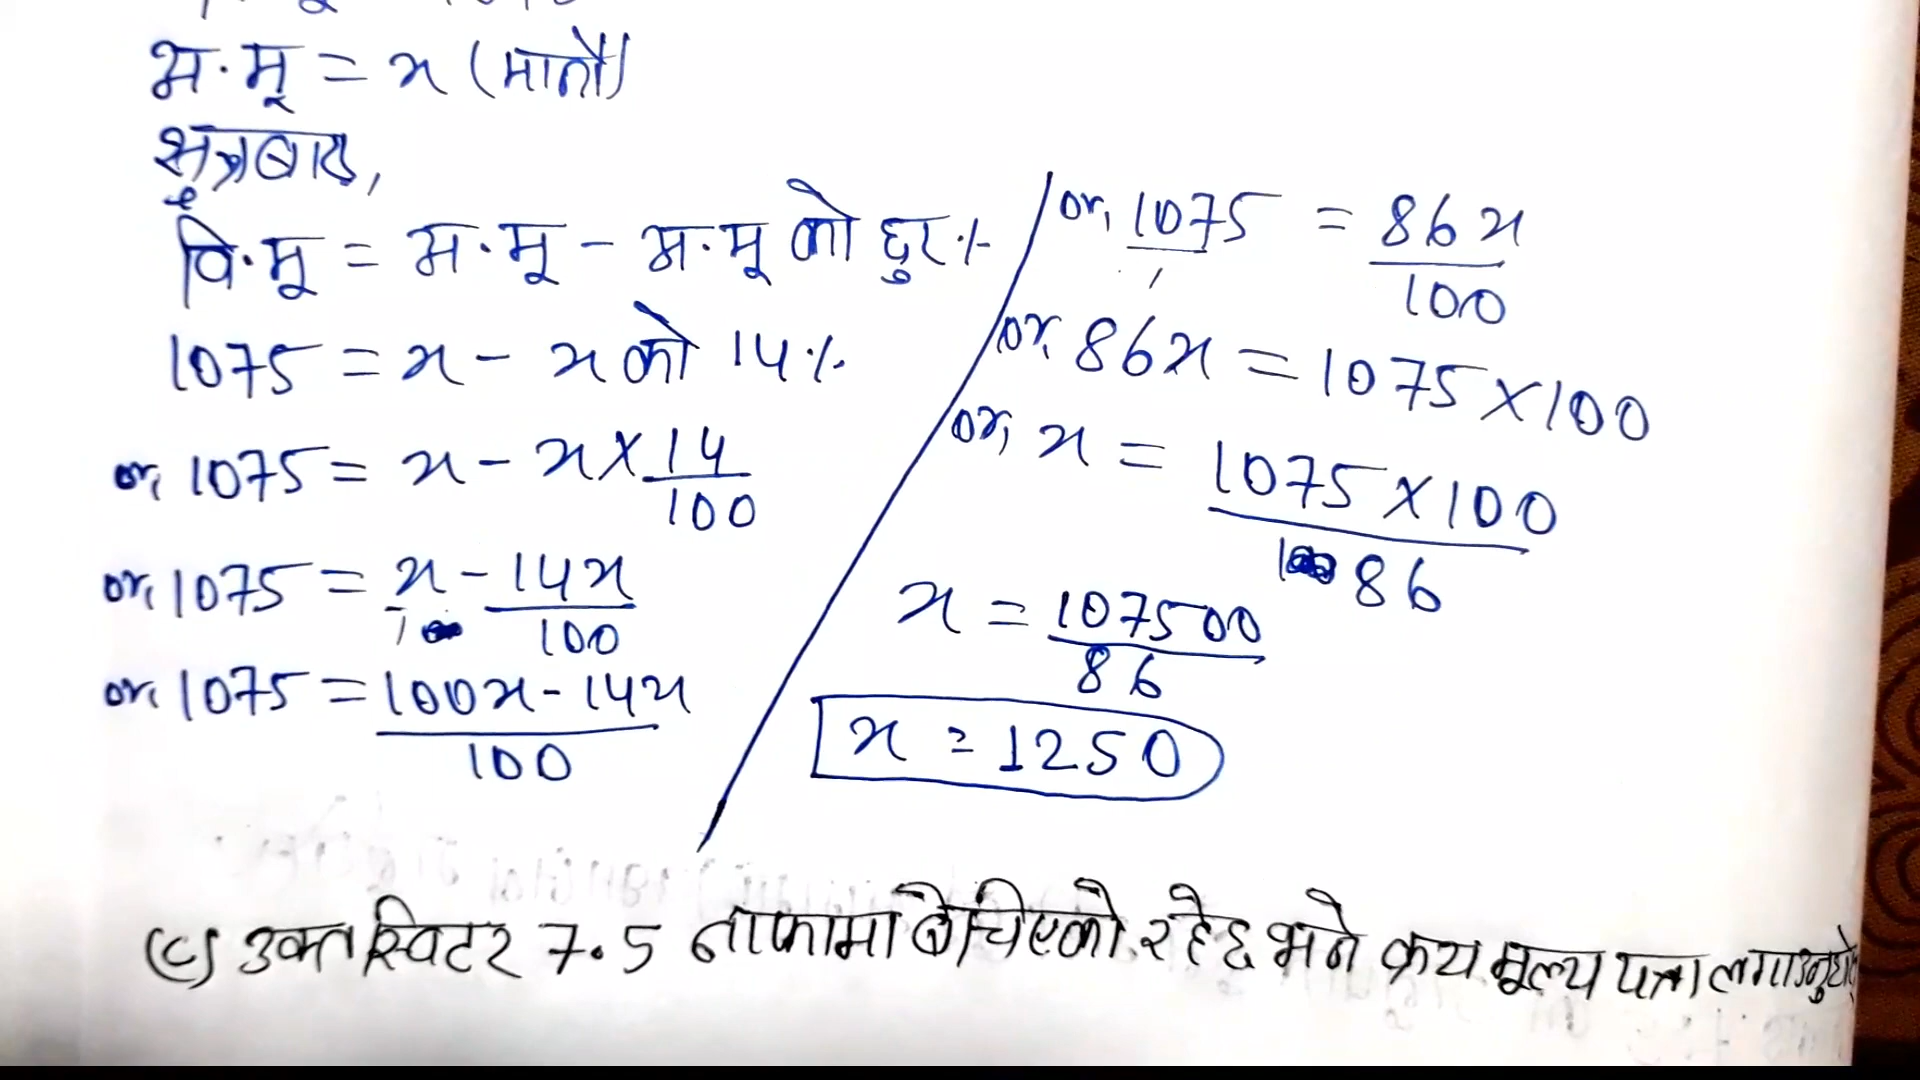 अ.मू = x (मानौं)
सूत्रबाट,
वि.मू = अ.मू - अ.मू को छुट%
1075 = x - x को 14%
or, 1075 = x - x × 14/100
or, 1075 = x/1 - 14x/100
or, 1075 = 100x - 14x/100
or, 1075/1 = 86x/100
or, 86x = 1075 × 100
or, x = 1075 × 100/86
x = 107500/86
x = 1250
(c) उक्त स्विटर 7.5 नाफामा बेचिएको रहेछ भने क्रय मूल्य पत्ता लगाउनुहोस्